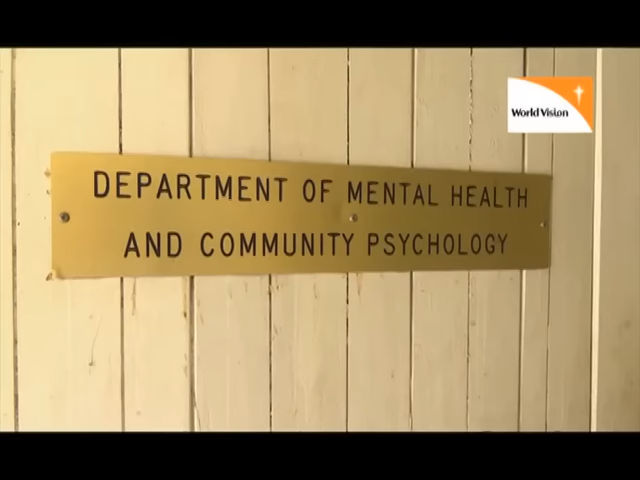 World Vision
DEPARTMENT OF MENTAL HEALTH
AND COMMUNITY PSYCHOLOGY